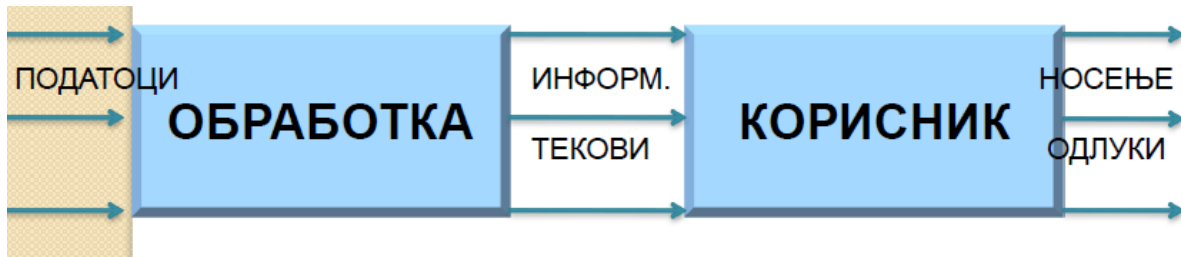 ПОДАТОЦИ
ОБРАБОТКА
ИНФОРМ.
ТЕКОВИ
КОРИСНИК
НОСЕЊЕ
ОДЛУКИ